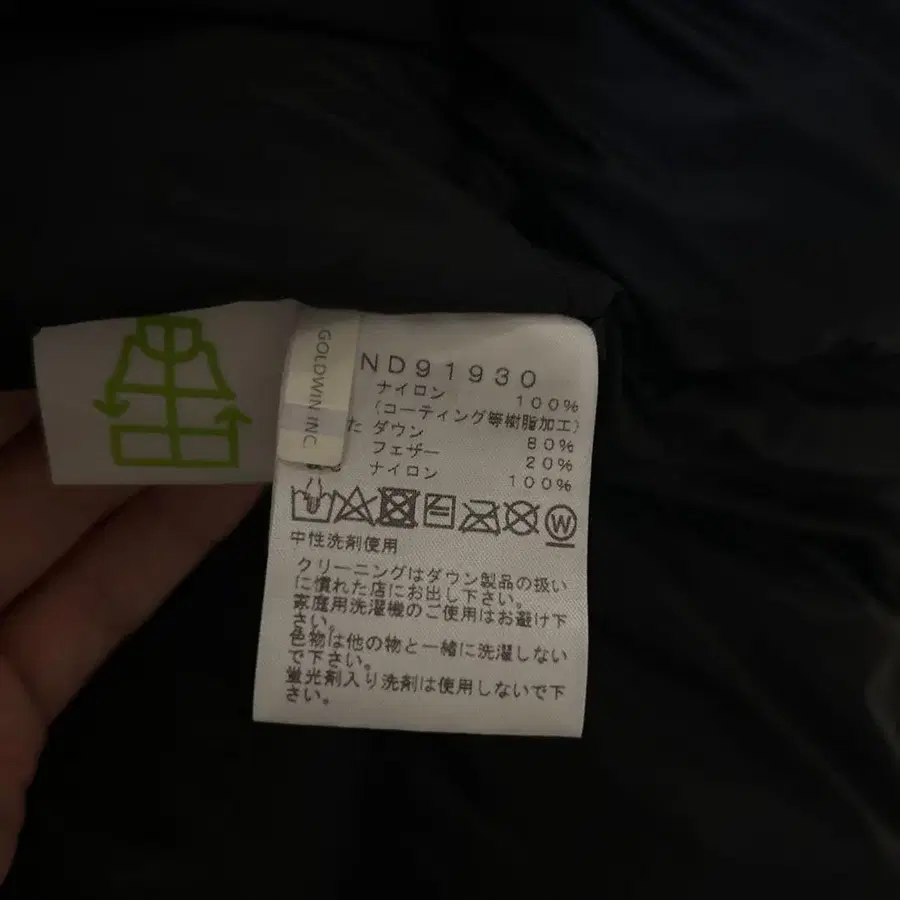 GOLDWIN INC.
ND91930
ナイロン 100%
(コーティング等樹脂加工)
た ダウン 80%
フェザー 20%
ナイロン 100%
W
中性洗剤使用
クリーニングはダウン製品の扱い
に慣れた店にお出し下さい。
家庭用洗濯機のご使用はお避け下
さい。
色物は他の物と一緒に洗濯しない
で下さい。
蛍光剤入り洗剤は使用しないで下
さい。